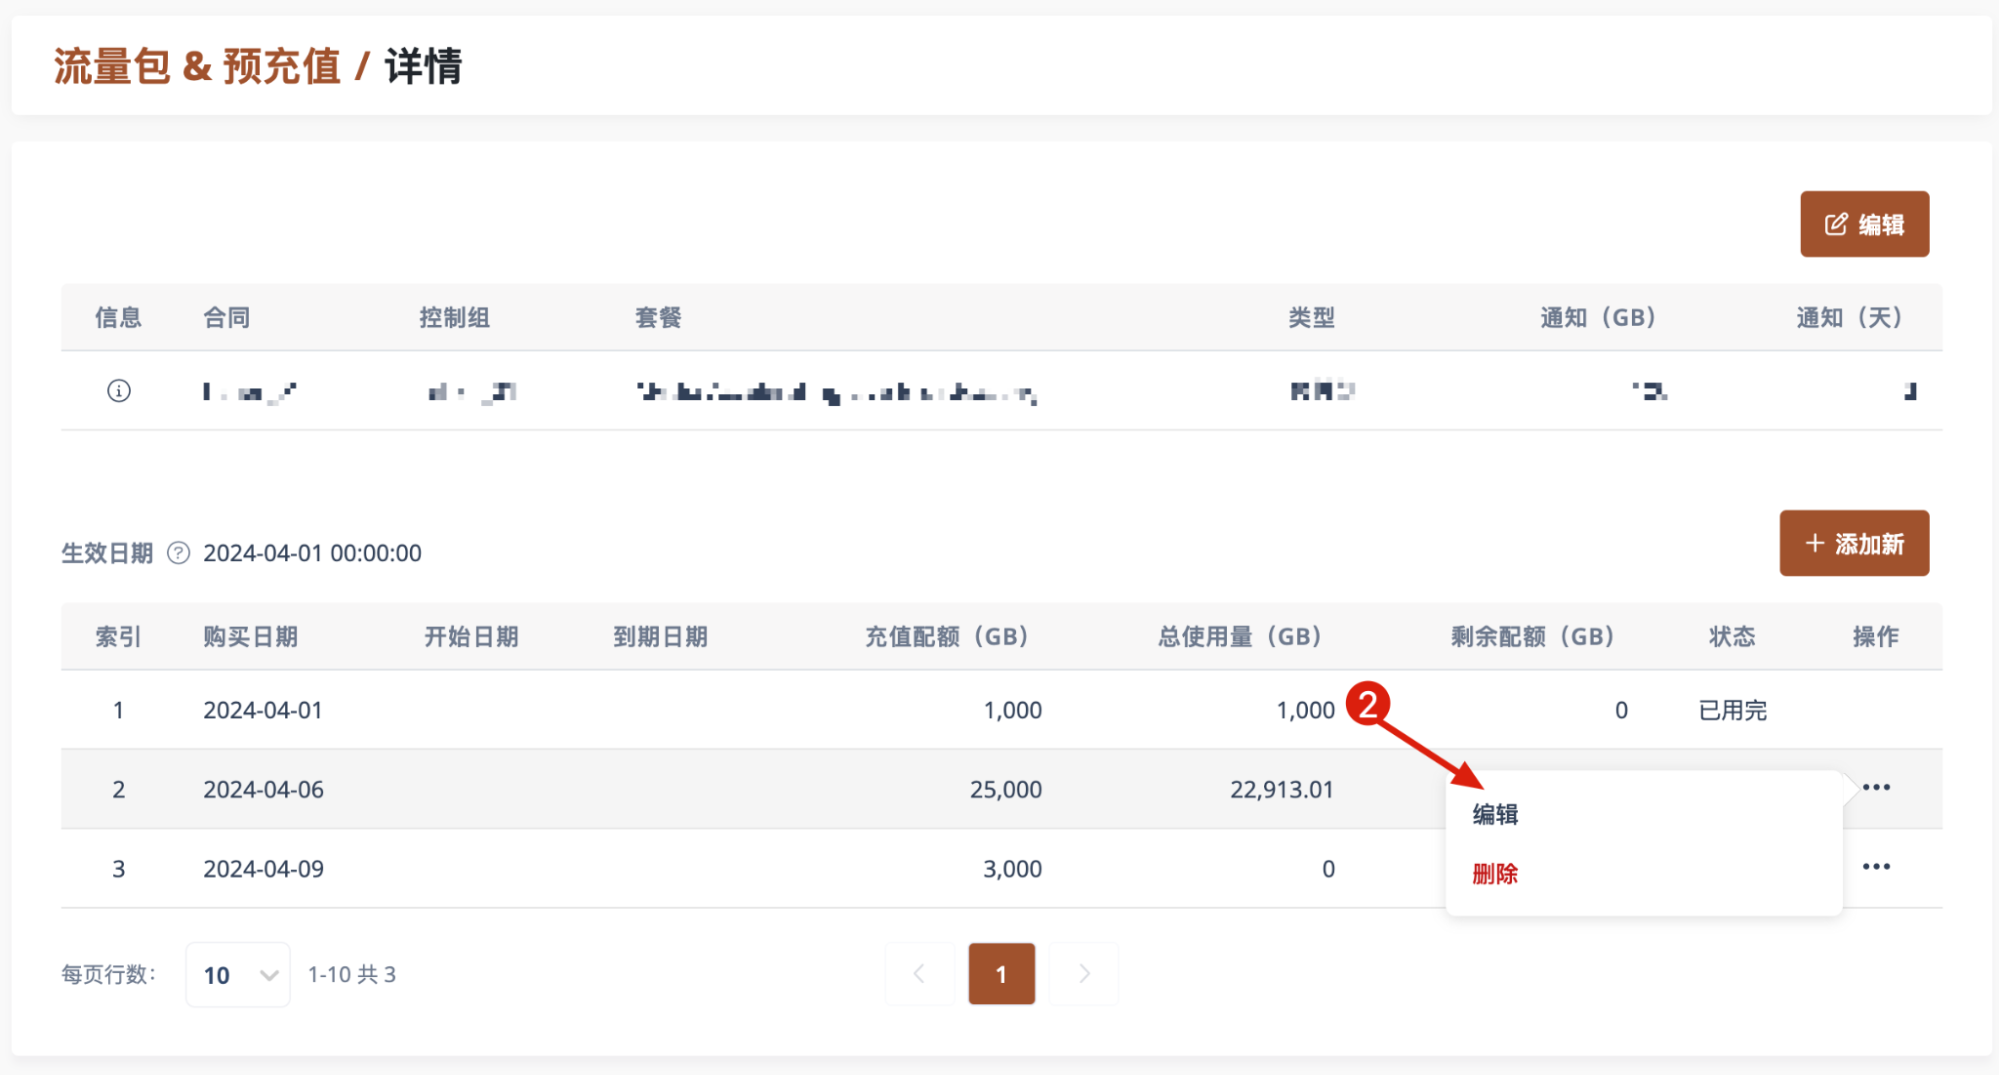 流量包 & 预充值 / 详情
编辑
信息 合同 控制组 套餐 类型 通知（GB） 通知（天）
生效日期 2024-04-01 00:00:00
+ 添加新
索引 购买日期 开始日期 到期日期 充值配额（GB） 总使用量（GB） 剩余配额（GB） 状态 操作
1 2024-04-01 1,000 1,000 0 已用完
2
2 2024-04-06 25,000 22,913.01 •••
编辑
3 2024-04-09 3,000 0 •••
删除
每页行数： 10 1-10 共 3 1